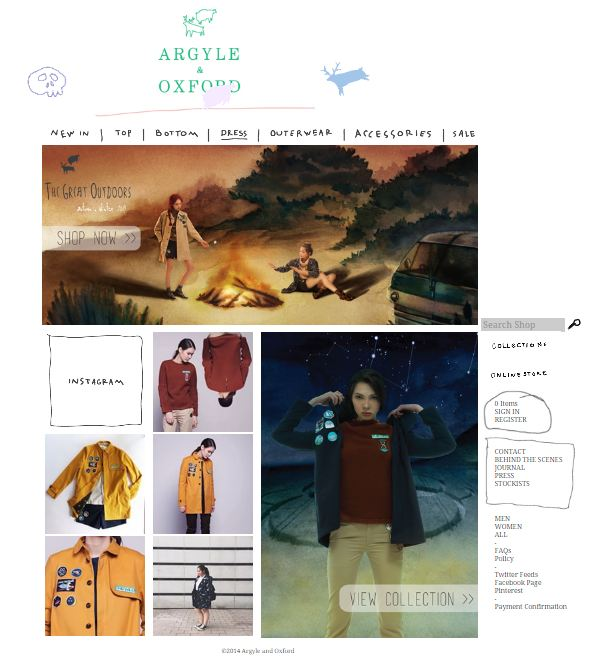 ARGYLE
&
OXFORD
NEW IN | TOP | BOTTOM | DRESS | OUTERWEAR | ACCESSORIES | SALE
The Great Outdoors
SHOP NOW >>
Search Shop
COLLECTIONS
ONLINE STORE
INSTAGRAM
0 Items
SIGN IN
REGISTER
CONTACT
BEHIND THE SCENES
JOURNAL
PRESS
STOCKISTS
MEN
WOMEN
ALL
-
FAQs
Policy
-
Twitter Feeds
Facebook Page
Pinterest
-
Payment Confirmation
VIEW COLLECTION >>
©2014 Argyle and Oxford